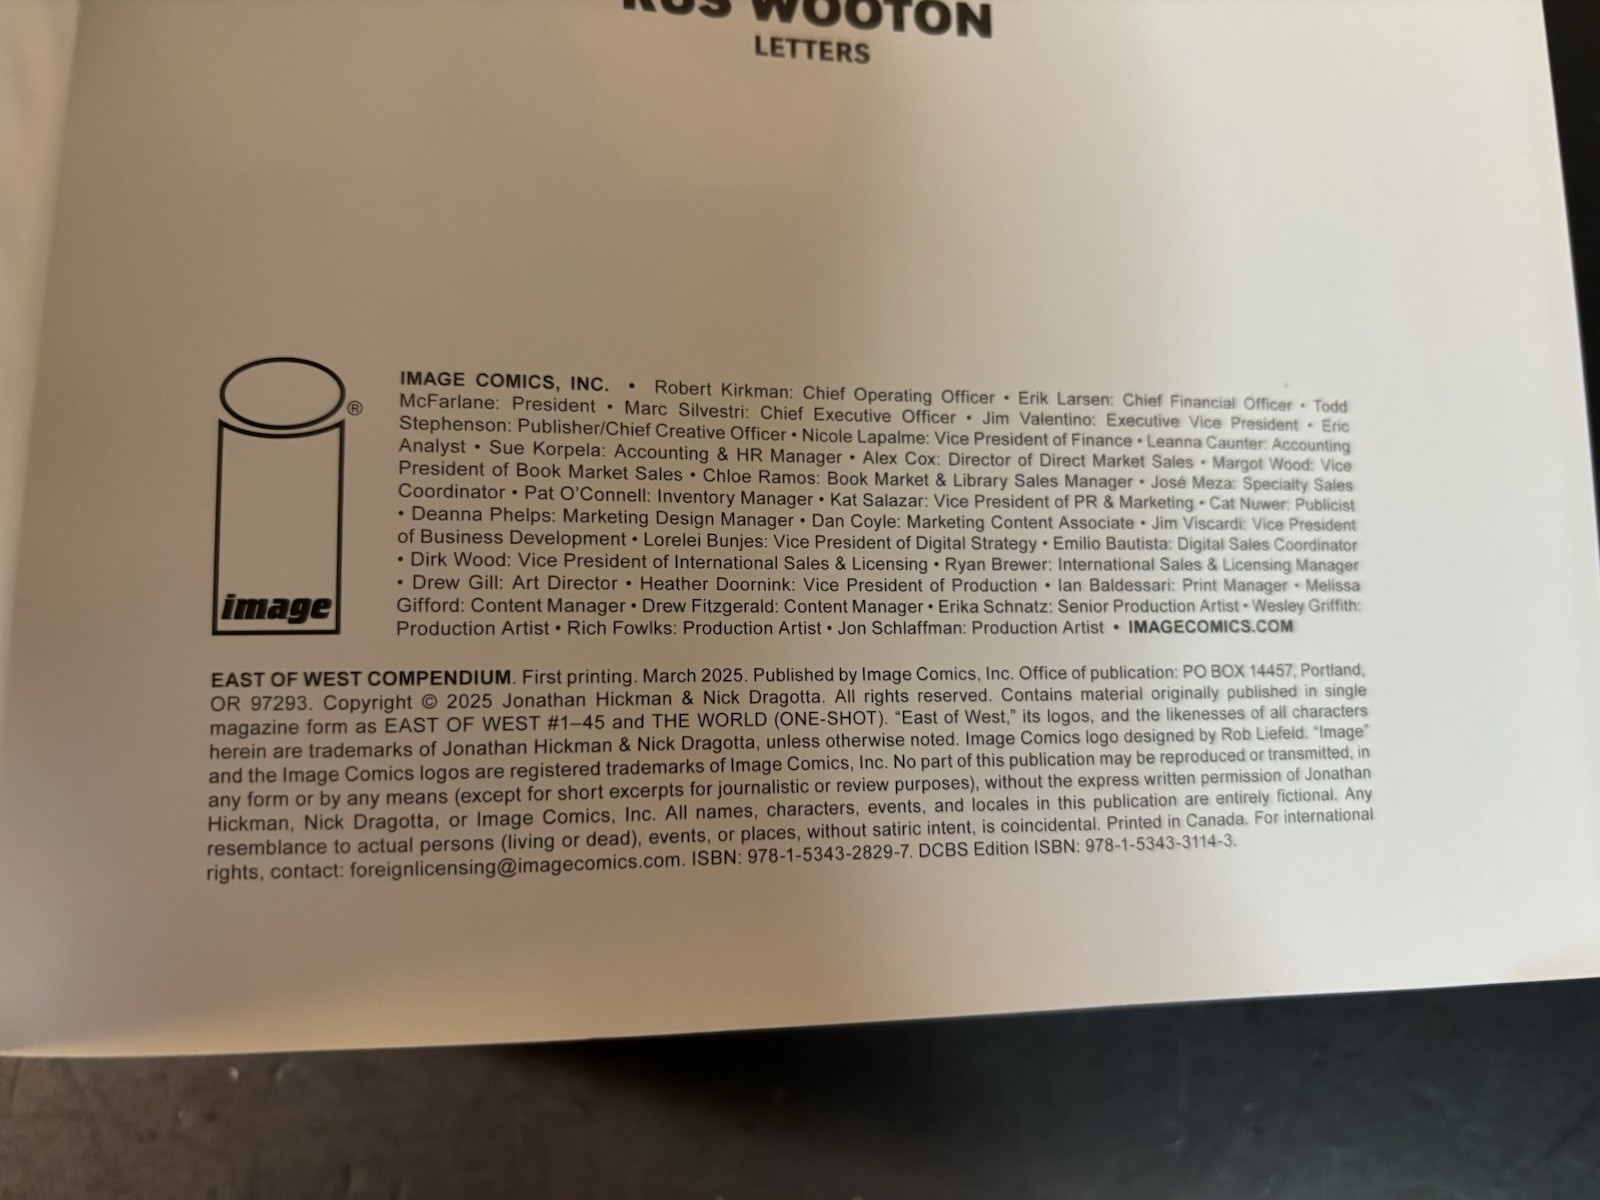 RUS WOOTON
LETTERS
IMAGE COMICS, INC. • Robert Kirkman: Chief Operating Officer • Erik Larsen: Chief Financial Officer • Todd
McFarlane: President • Marc Silvestri: Chief Executive Officer • Jim Valentino: Executive Vice President • Eric
Stephenson: Publisher/Chief Creative Officer • Nicole Lapalme: Vice President of Finance • Leanna Caunter: Accounting
Analyst • Sue Korpela: Accounting & HR Manager • Alex Cox: Director of Direct Market Sales • Margot Wood: Vice
President of Book Market Sales • Chloe Ramos: Book Market & Library Sales Manager • José Meza: Specialty Sales
Coordinator • Pat O'Connell: Inventory Manager • Kat Salazar: Vice President of PR & Marketing • Cat Nuwer: Publicist
• Deanna Phelps: Marketing Design Manager • Dan Coyle: Marketing Content Associate • Jim Viscardi: Vice President
of Business Development • Lorelei Bunjes: Vice President of Digital Strategy • Emilio Bautista: Digital Sales Coordinator
• Dirk Wood: Vice President of International Sales & Licensing • Ryan Brewer: International Sales & Licensing Manager
• Drew Gill: Art Director • Heather Doornink: Vice President of Production • Ian Baldessari: Print Manager • Melissa
Gifford: Content Manager • Drew Fitzgerald: Content Manager • Erika Schnatz: Senior Production Artist • Wesley Griffith:
Production Artist • Rich Fowlks: Production Artist • Jon Schlaffman: Production Artist • IMAGECOMICS.COM
®
image
EAST OF WEST COMPENDIUM. First printing. March 2025. Published by Image Comics, Inc. Office of publication: PO BOX 14457, Portland,
OR 97293. Copyright © 2025 Jonathan Hickman & Nick Dragotta. All rights reserved. Contains material originally published in single
magazine form as EAST OF WEST #1–45 and THE WORLD (ONE-SHOT). “East of West,” its logos, and the likenesses of all characters
herein are trademarks of Jonathan Hickman & Nick Dragotta, unless otherwise noted. Image Comics logo designed by Rob Liefeld. “Image”
and the Image Comics logos are registered trademarks of Image Comics, Inc. No part of this publication may be reproduced or transmitted, in
any form or by any means (except for short excerpts for journalistic or review purposes), without the express written permission of Jonathan
Hickman, Nick Dragotta, or Image Comics, Inc. All names, characters, events, and locales in this publication are entirely fictional. Any
resemblance to actual persons (living or dead), events, or places, without satiric intent, is coincidental. Printed in Canada. For international
rights, contact: foreignlicensing@imagecomics.com. ISBN: 978-1-5343-2829-7. DCBS Edition ISBN: 978-1-5343-3114-3.